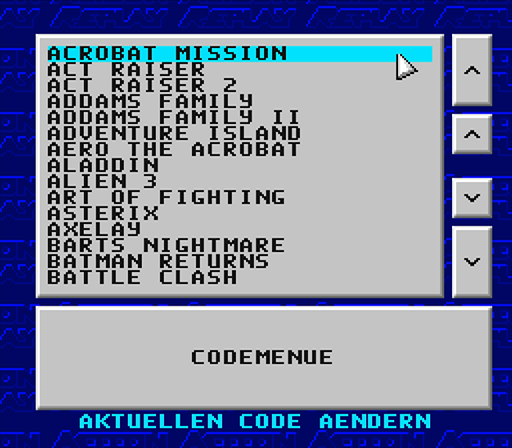 ACROBAT MISSION
ACT RAISER
ACT RAISER 2
ADDAMS FAMILY
ADDAMS FAMILY II
ADVENTURE ISLAND
AERO THE ACROBAT
ALADDIN
ALIEN 3
ART OF FIGHTING
ASTERIX
AXELAY
BARTS NIGHTMARE
BATMAN RETURNS
BATTLE CLASH
CODEMENUE
AKTUELLEN CODE AENDERN